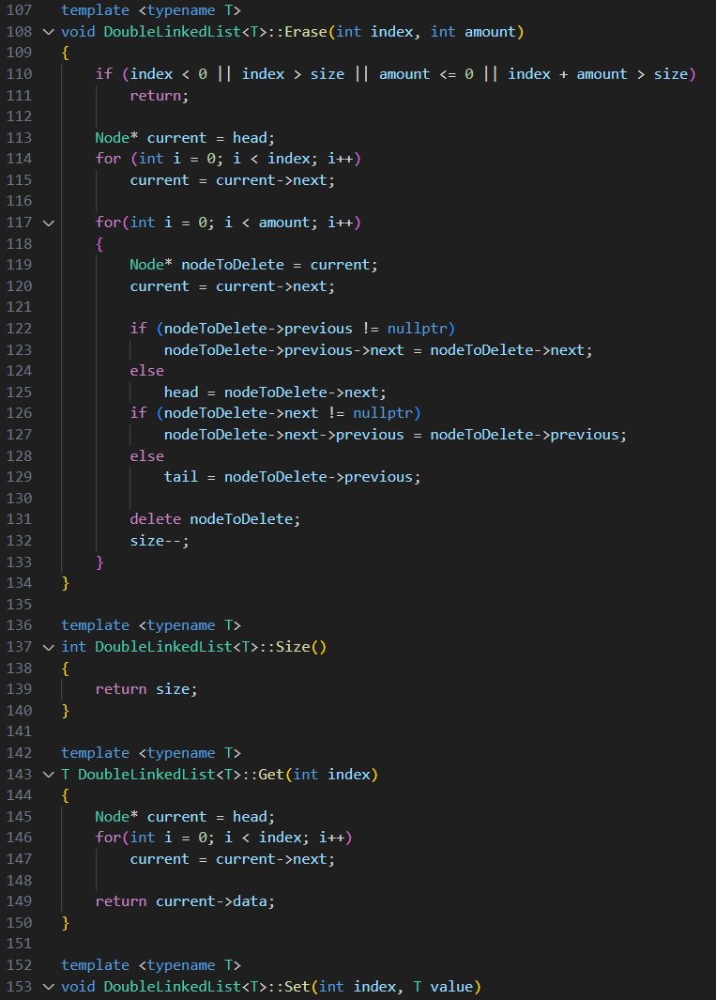 107 template <typename T>
108 void DoubleLinkedList<T>::Erase(int index, int amount)
109 {
110     if (index < 0 || index > size || amount <= 0 || index + amount > size)
111         return;
112
113     Node* current = head;
114     for (int i = 0; i < index; i++)
115         current = current->next;
116
117     for(int i = 0; i < amount; i++)
118     {
119         Node* nodeToDelete = current;
120         current = current->next;
121
122         if (nodeToDelete->previous != nullptr)
123             nodeToDelete->previous->next = nodeToDelete->next;
124         else
125             head = nodeToDelete->next;
126         if (nodeToDelete->next != nullptr)
127             nodeToDelete->next->previous = nodeToDelete->previous;
128         else
129             tail = nodeToDelete->previous;
130
131         delete nodeToDelete;
132         size--;
133     }
134 }
135
136 template <typename T>
137 int DoubleLinkedList<T>::Size()
138 {
139     return size;
140 }
141
142 template <typename T>
143 T DoubleLinkedList<T>::Get(int index)
144 {
145     Node* current = head;
146     for(int i = 0; i < index; i++)
147         current = current->next;
148
149     return current->data;
150 }
151
152 template <typename T>
153 void DoubleLinkedList<T>::Set(int index, T value)